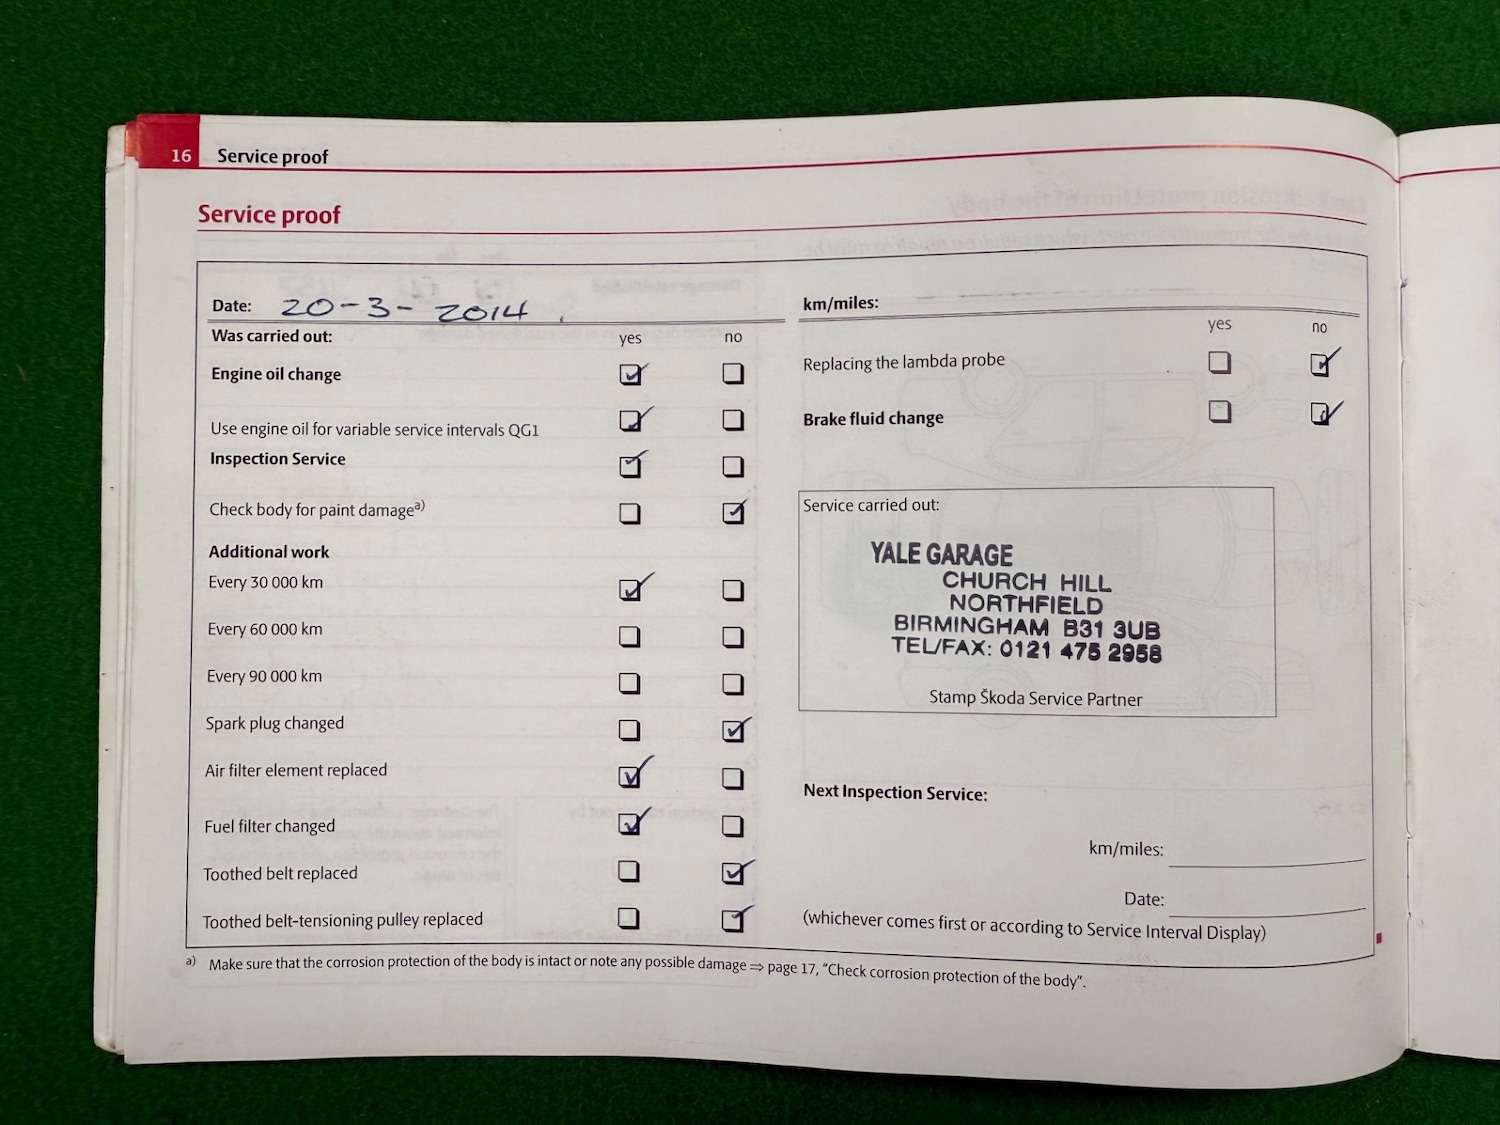 16 Service proof
Service proof
Date: 20-3-2014.
Was carried out: yes no
Engine oil change
Use engine oil for variable service intervals QG1
Inspection Service
Check body for paint damage a)
Additional work
Every 30 000 km
Every 60 000 km
Every 90 000 km
Spark plug changed
Air filter element replaced
Fuel filter changed
Toothed belt replaced
Toothed belt-tensioning pulley replaced
km/miles:
yes no
Replacing the lambda probe
Brake fluid change
Service carried out:
YALE GARAGE
CHURCH HILL
NORTHFIELD
BIRMINGHAM B31 3UB
TEL/FAX: 0121 475 2958
Stamp Škoda Service Partner
Next Inspection Service:
km/miles:
Date:
(whichever comes first or according to Service Interval Display)
a) Make sure that the corrosion protection of the body is intact or note any possible damage ⇒ page 17, "Check corrosion protection of the body".